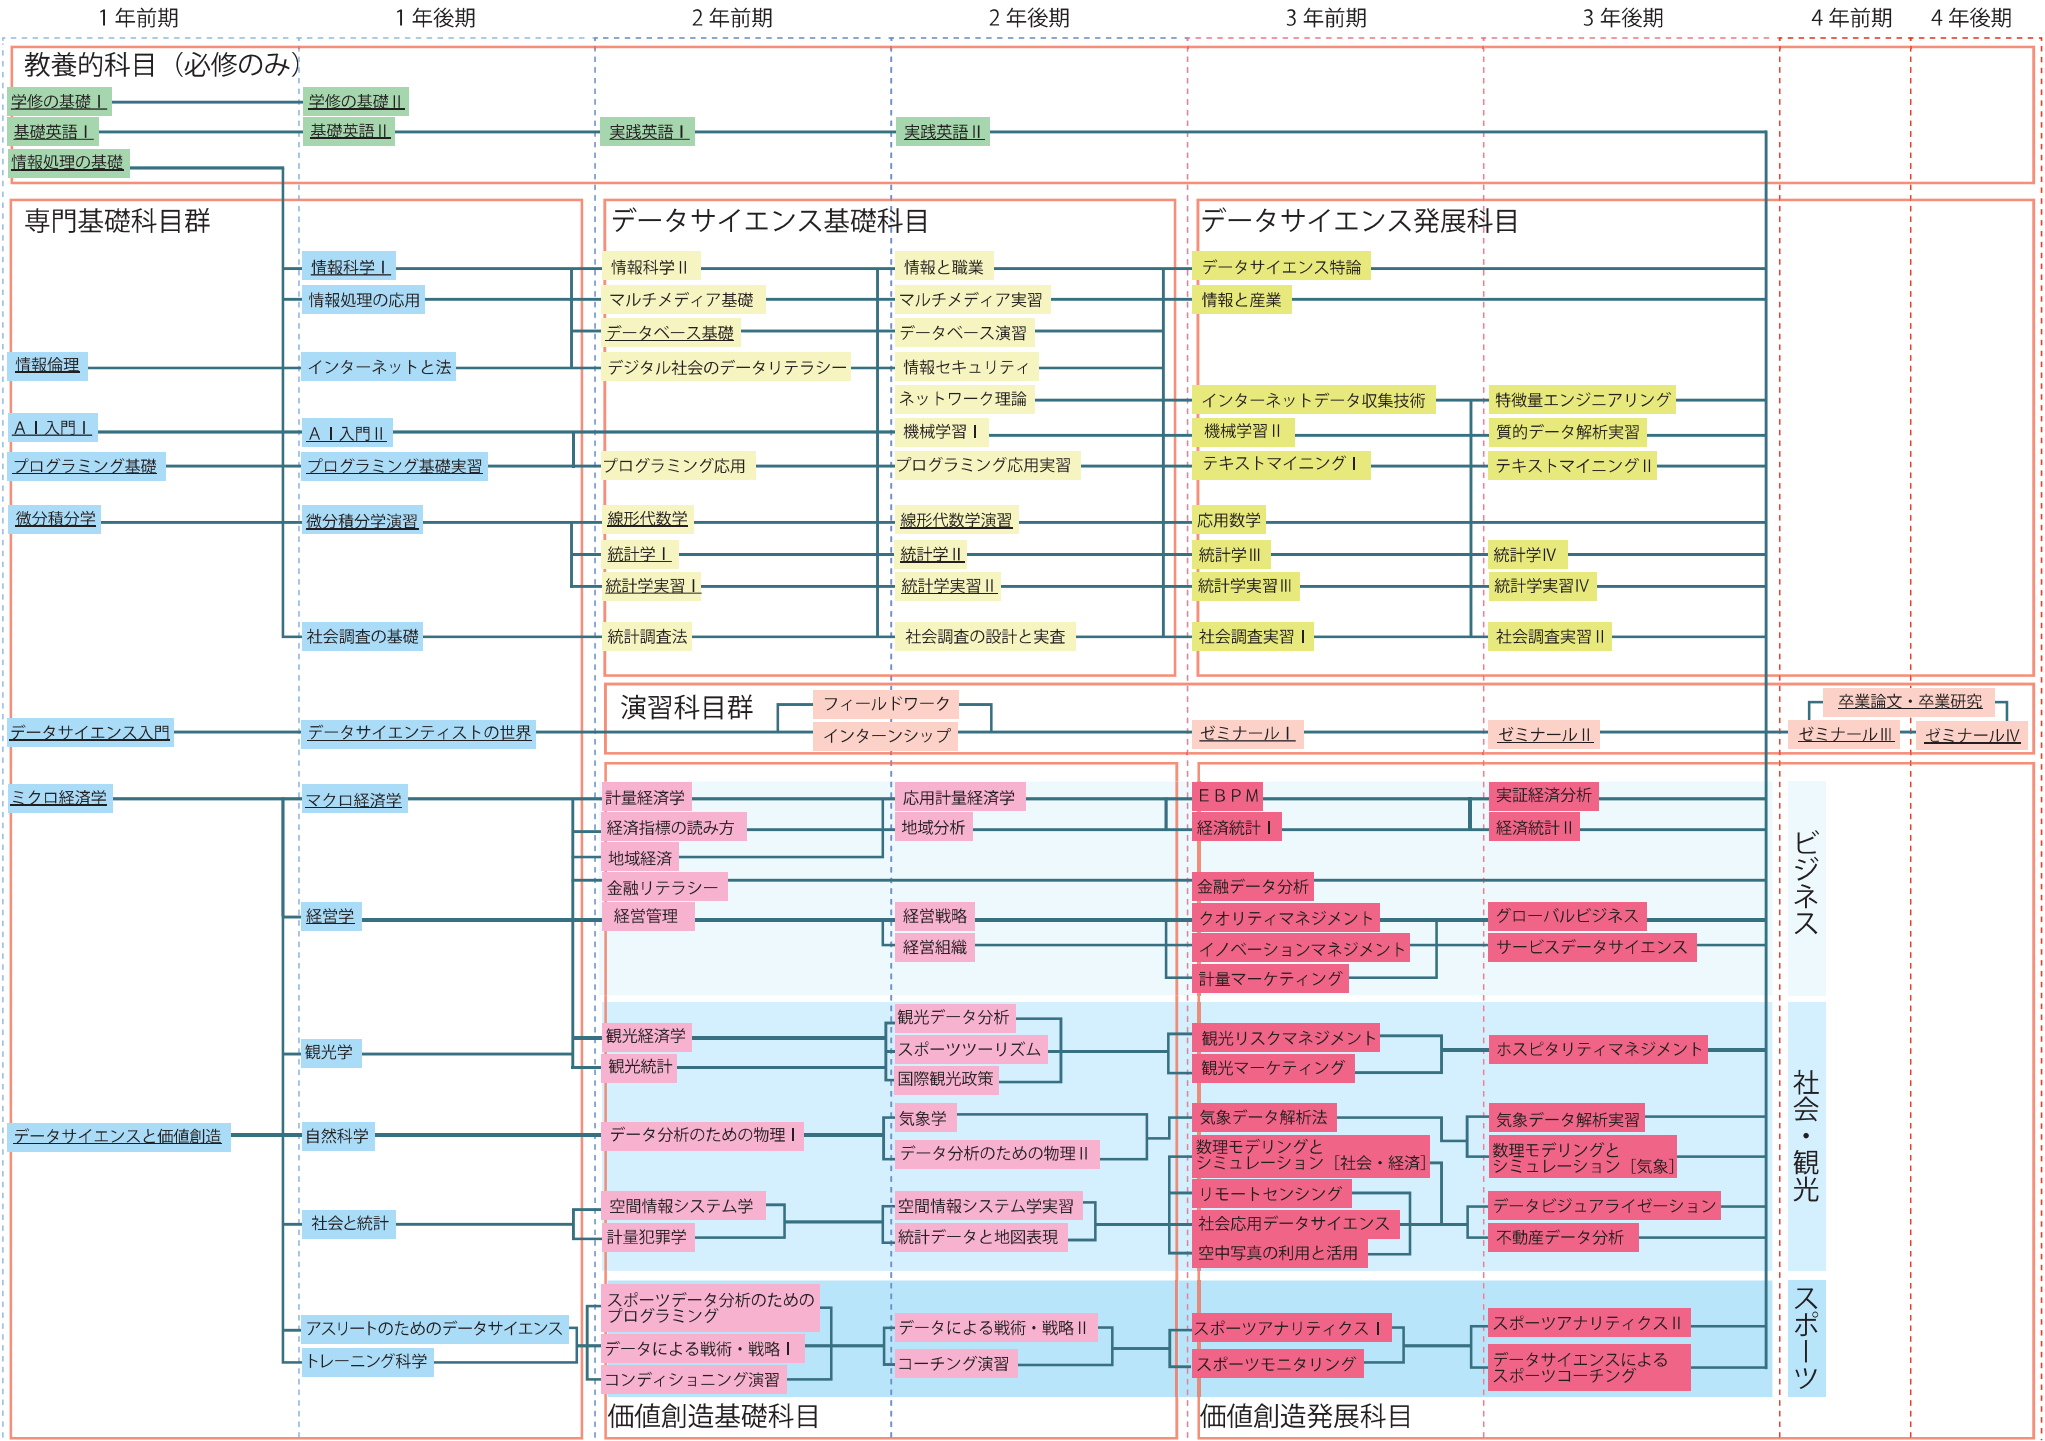 1年前期 1年後期 2年前期 2年後期 3年前期 3年後期 4年前期 4年後期
教養的科目（必修のみ）
学修の基礎Ⅰ 学修の基礎Ⅱ
基礎英語Ⅰ 基礎英語Ⅱ 実践英語Ⅰ 実践英語Ⅱ
情報処理の基礎
専門基礎科目群 データサイエンス基礎科目 データサイエンス発展科目
情報科学Ⅰ 情報科学Ⅱ 情報と職業 データサイエンス特論
情報処理の応用 マルチメディア基礎 マルチメディア実習 情報と産業
データベース基礎 データベース演習
情報倫理 インターネットと法 デジタル社会のデータリテラシー 情報セキュリティ
ネットワーク理論 インターネットデータ収集技術 特徴量エンジニアリング
ＡＩ入門Ⅰ ＡＩ入門Ⅱ 機械学習Ⅰ 機械学習Ⅱ 質的データ解析実習
プログラミング基礎 プログラミング基礎実習 プログラミング応用 プログラミング応用実習 テキストマイニングⅠ テキストマイニングⅡ
微分積分学 微分積分学演習 線形代数学 線形代数学演習 応用数学
統計学Ⅰ 統計学Ⅱ 統計学Ⅲ 統計学Ⅳ
統計学実習Ⅰ 統計学実習Ⅱ 統計学実習Ⅲ 統計学実習Ⅳ
社会調査の基礎 統計調査法 社会調査の設計と実査 社会調査実習Ⅰ 社会調査実習Ⅱ
演習科目群 フィールドワーク 卒業論文・卒業研究
データサイエンス入門 データサイエンティストの世界 インターンシップ ゼミナールⅠ ゼミナールⅡ ゼミナールⅢ ゼミナールⅣ
ミクロ経済学 マクロ経済学 計量経済学 応用計量経済学 ＥＢＰＭ 実証経済分析
経済指標の読み方 地域分析 経済統計Ⅰ 経済統計Ⅱ
地域経済
金融リテラシー 金融データ分析
経営学 経営管理 経営戦略 クオリティマネジメント グローバルビジネス
経営組織 イノベーションマネジメント サービスデータサイエンス
計量マーケティング
ビジネス
観光データ分析
観光経済学 観光リスクマネジメント
観光学 スポーツツーリズム ホスピタリティマネジメント
観光統計 国際観光政策 観光マーケティング
気象学 気象データ解析法 気象データ解析実習
データサイエンスと価値創造 自然科学 データ分析のための物理Ⅰ データ分析のための物理Ⅱ
数理モデリングと
シミュレーション［社会・経済］
数理モデリングと
シミュレーション［気象］
リモートセンシング
空間情報システム学 空間情報システム学実習 データビジュアライゼーション
社会と統計 社会応用データサイエンス
計量犯罪学 統計データと地図表現 不動産データ分析
空中写真の利用と活用
社会・観光
スポーツデータ分析のための
プログラミング
アスリートのためのデータサイエンス データによる戦術・戦略Ⅱ スポーツアナリティクスⅠ スポーツアナリティクスⅡ
データによる戦術・戦略Ⅰ
トレーニング科学 コーチング演習 スポーツモニタリング
データサイエンスによる
スポーツコーチング
コンディショニング演習
スポーツ
価値創造基礎科目 価値創造発展科目